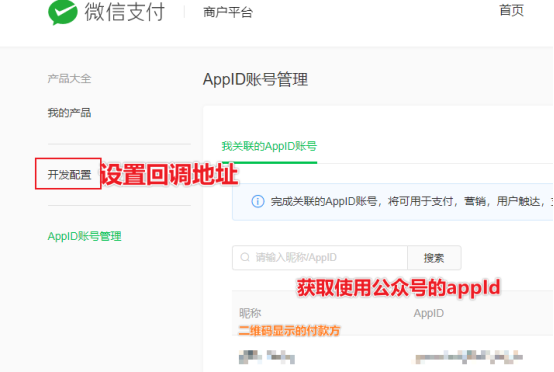 微信支付 商户平台 首页
产品大全
AppID账号管理
我的产品
我关联的AppID账号
开发配置 设置回调地址
完成关联的AppID账号，将可用于支付，营销，用户触达，
AppID账号管理
请输入昵称/AppID 搜索
获取使用公众号的appId
昵称 AppID
二维码显示的付款方